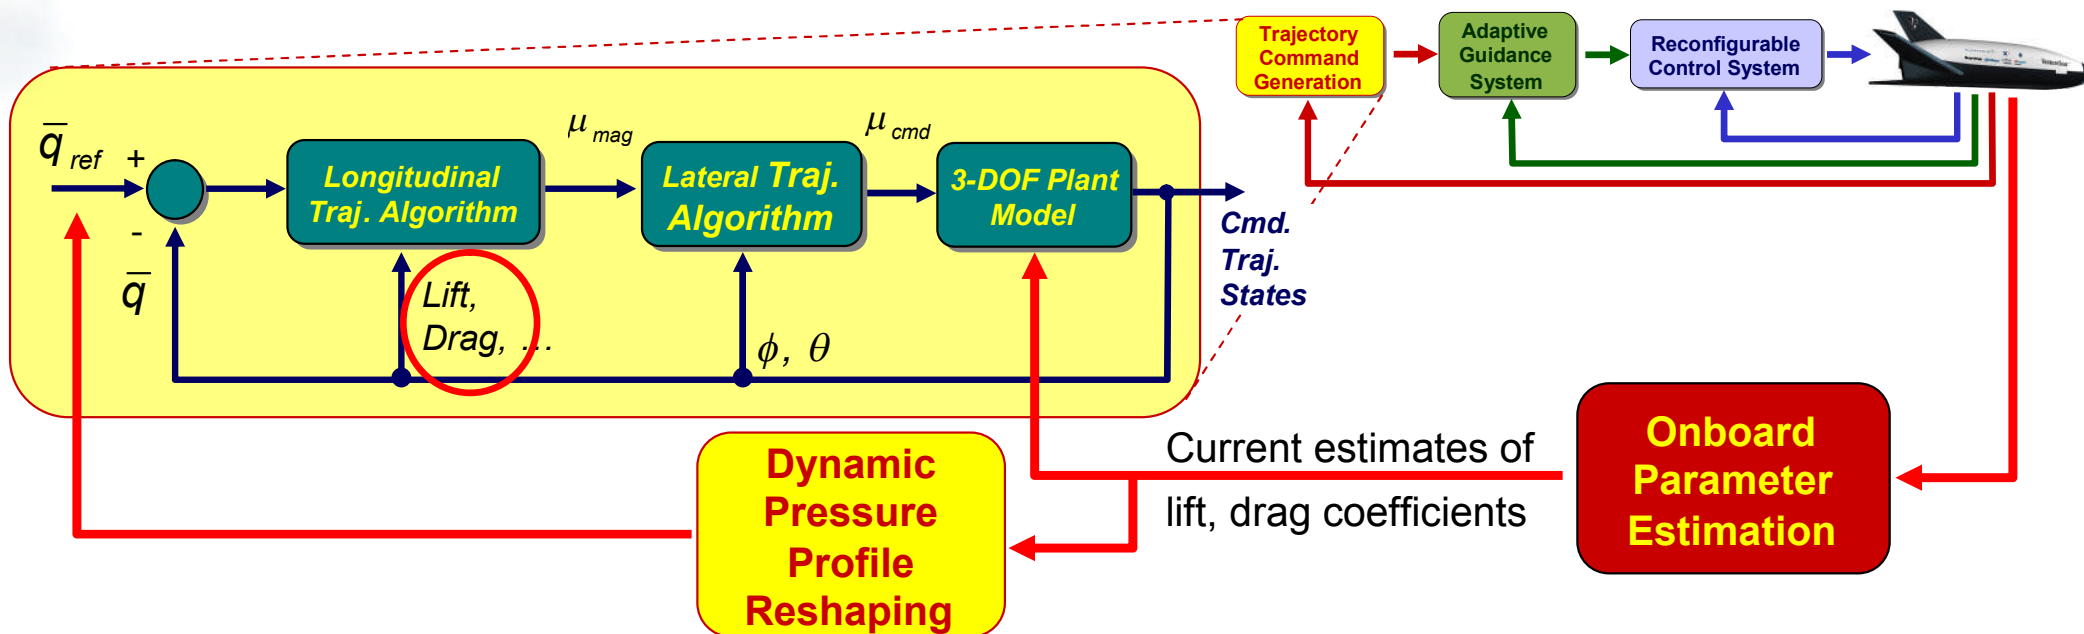 Trajectory
Command
Generation
Adaptive
Guidance
System
Reconfigurable
Control System
q̅ ref
+
-
q̅
Longitudinal
Traj. Algorithm
μ mag
Lateral Traj.
Algorithm
μ cmd
3-DOF Plant
Model
Cmd.
Traj.
States
Lift,
Drag, ...
ϕ, θ
Dynamic
Pressure
Profile
Reshaping
Current estimates of
lift, drag coefficients
Onboard
Parameter
Estimation